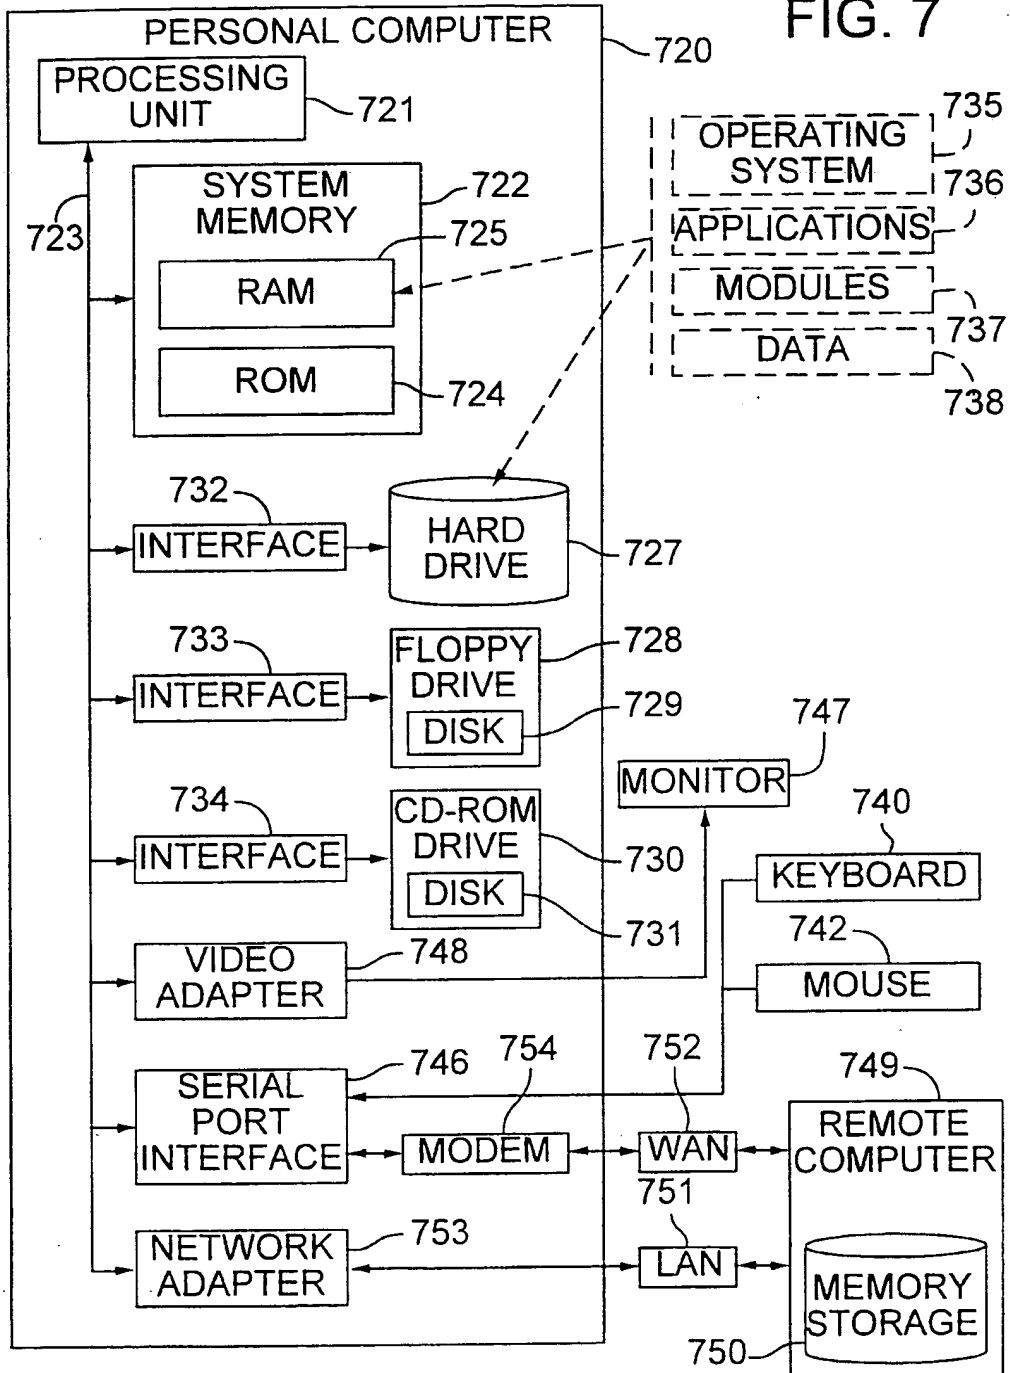 FIG. 7
PERSONAL COMPUTER
720
PROCESSING
UNIT
721
723
SYSTEM
MEMORY
722
725
RAM
ROM
724
OPERATING
SYSTEM
735
736
APPLICATIONS
MODULES
737
DATA
738
732
INTERFACE
HARD
DRIVE
727
733
INTERFACE
FLOPPY
DRIVE
728
DISK
729
734
INTERFACE
CD-ROM
DRIVE
730
DISK
731
747
MONITOR
740
KEYBOARD
742
MOUSE
VIDEO
ADAPTER
748
SERIAL
PORT
INTERFACE
746
754
MODEM
752
WAN
751
LAN
749
REMOTE
COMPUTER
NETWORK
ADAPTER
753
MEMORY
STORAGE
750